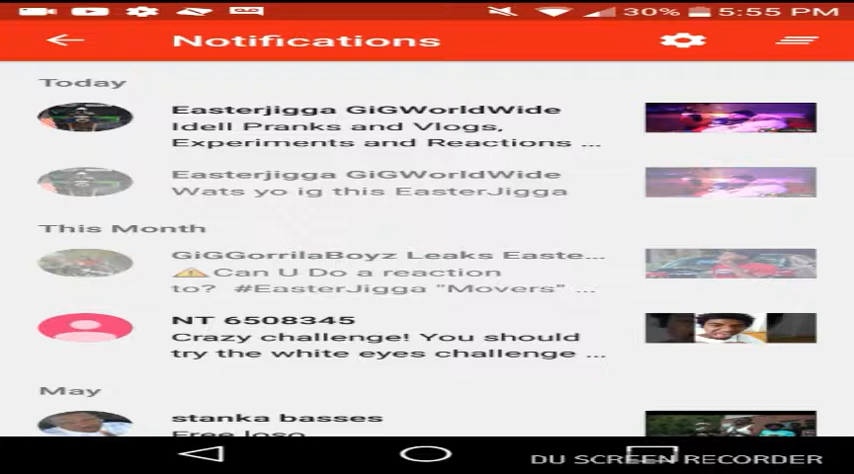 30% 5:55 PM
Notifications
Today
Easterjigga GiGWorldWide
Idell Pranks and Vlogs,
Experiments and Reactions ...
Easterjigga GiGWorldWide
Wats yo ig this EasterJigga
This Month
GiGGorrilaBoyz Leaks Easte...
⚠Can U Do a reaction
to? #EasterJigga "Movers" ...
NT 6508345
Crazy challenge! You should
try the white eyes challenge ...
May
stanka basses
Free loso
DU SCREEN RECORDER